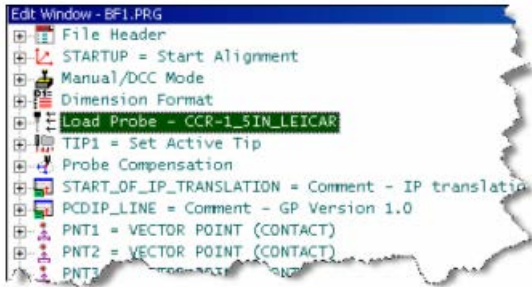 Edit Window - BF1.PRG
File Header
STARTUP = Start Alignment
Manual/DCC Mode
Dimension Format
Load Probe - CCR-1_5IN_LEICAR
TIP1 = Set Active Tip
Probe Compensation
START_OF_IP_TRANSLATION = Comment - IP
PCDIP_LINE = Comment - GP Version 1.0
PNT1 = VECTOR POINT (CONTACT)
PNT2 = VECTOR POINT (CONTACT)